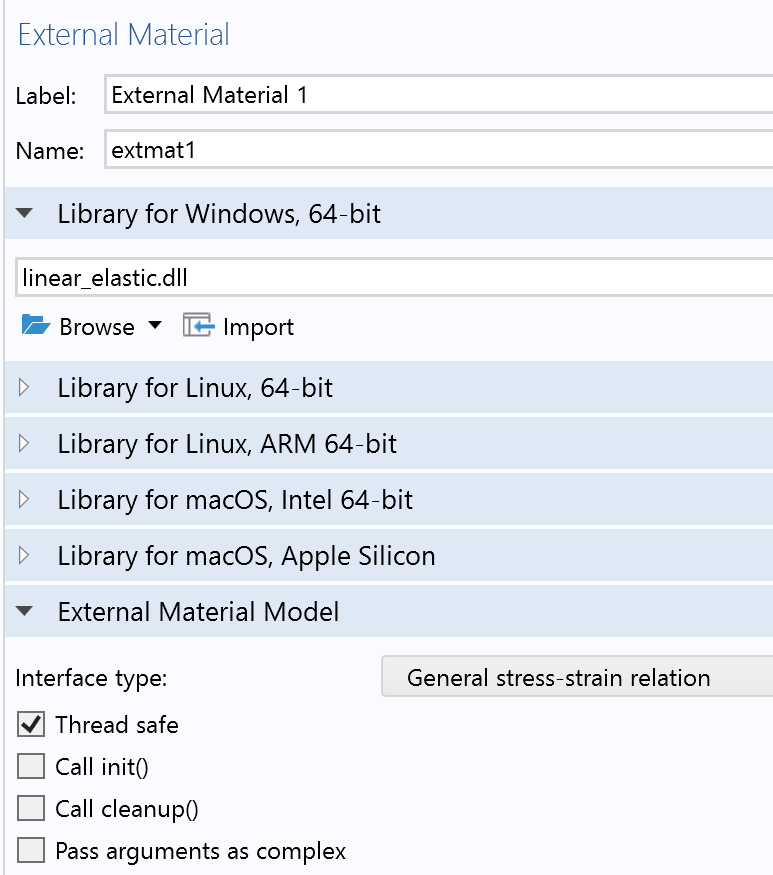 External Material
Label: External Material 1
Name: extmat1
Library for Windows, 64-bit
linear_elastic.dll
Browse Import
Library for Linux, 64-bit
Library for Linux, ARM 64-bit
Library for macOS, Intel 64-bit
Library for macOS, Apple Silicon
External Material Model
Interface type: General stress-strain relation
Thread safe
Call init()
Call cleanup()
Pass arguments as complex